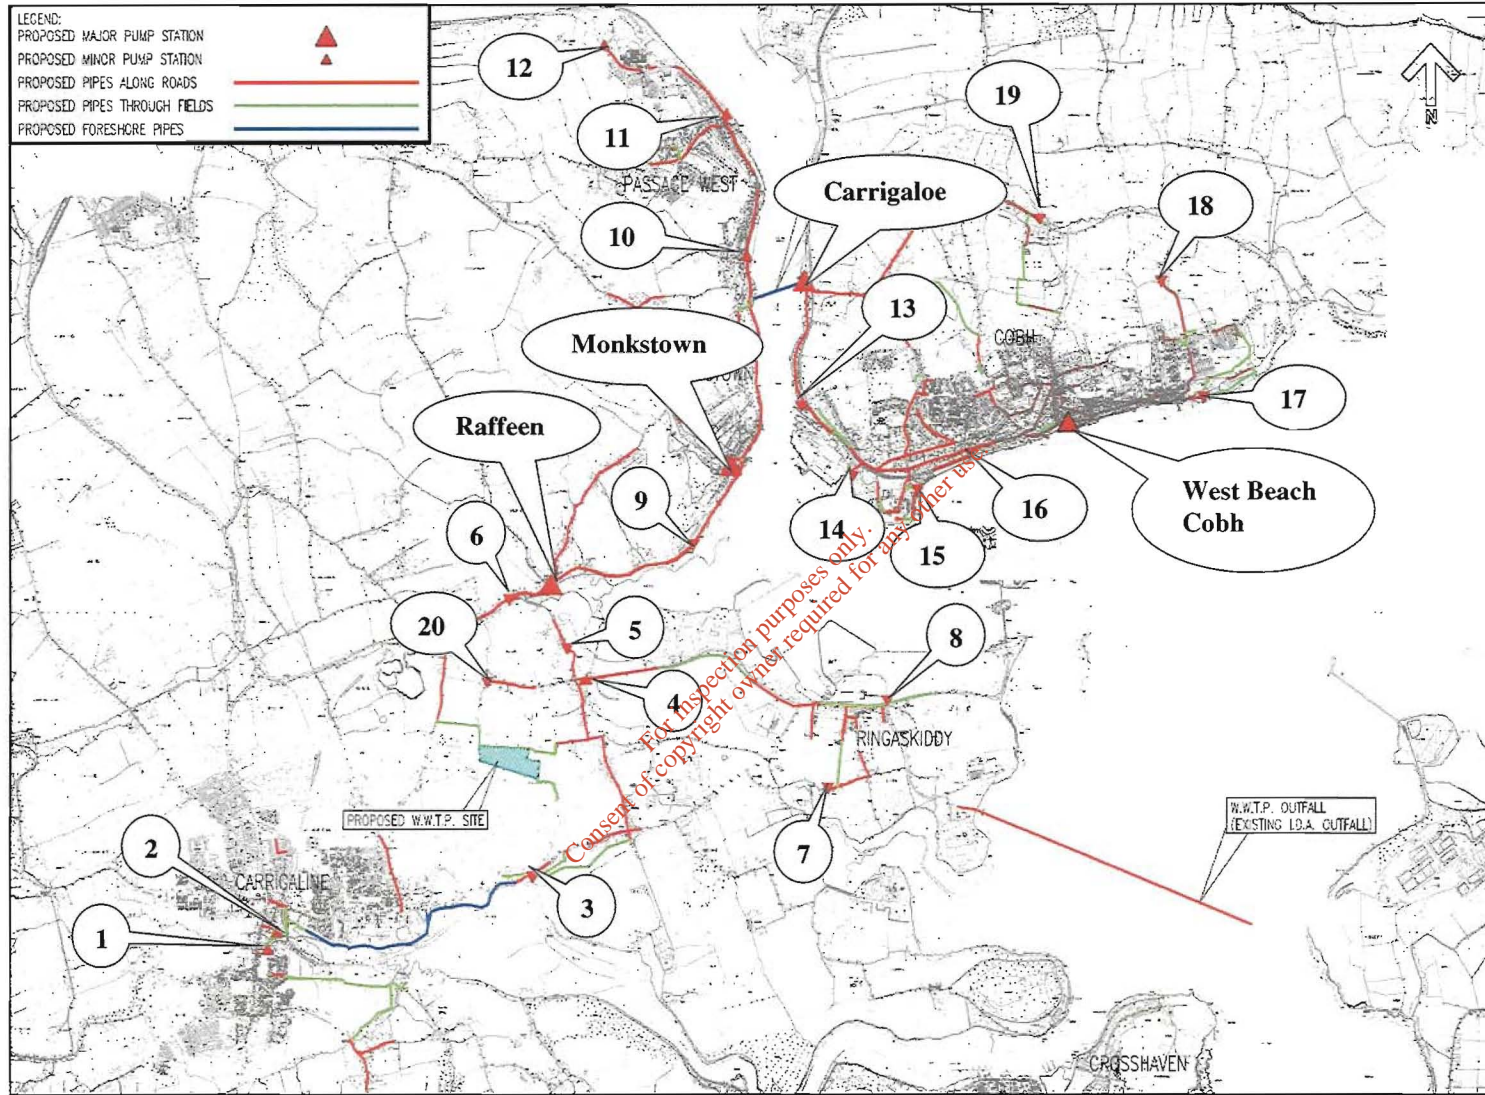 LEGEND:
PROPOSED MAJOR PUMP STATION
PROPOSED MINOR PUMP STATION
PROPOSED PIPES ALONG ROADS
PROPOSED PIPES THROUGH FIELDS
PROPOSED FORESHORE PIPES
N
12
11
PASSAGE WEST
10
Carrigaloe
19
18
13
COBH
Monkstown
17
Raffeen
West Beach
Cobh
16
15
14
9
6
20
5
4
8
RINGASKIDDY
7
PROPOSED W.W.T.P. SITE
W.W.T.P. OUTFALL
(EXISTING I.D.A. OUTFALL)
2
CARRIGALINE
1
3
CROSSHAVEN
For inspection purposes only.
Consent of copyright owner required for any other use.